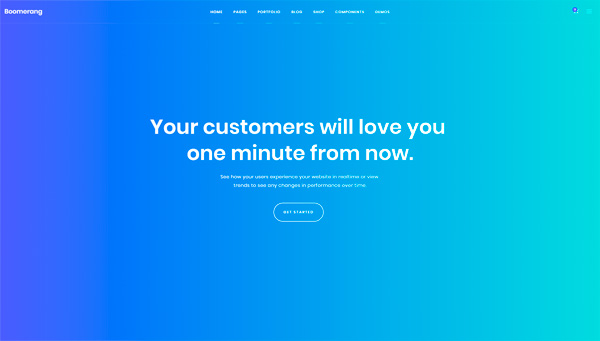 Boomerang
HOME PAGES PORTFOLIO BLOG SHOP COMPONENTS DEMOS
Your customers will love you
one minute from now.
See how your users experience your website in realtime or view
trends to see any changes in performance over time.
GET STARTED